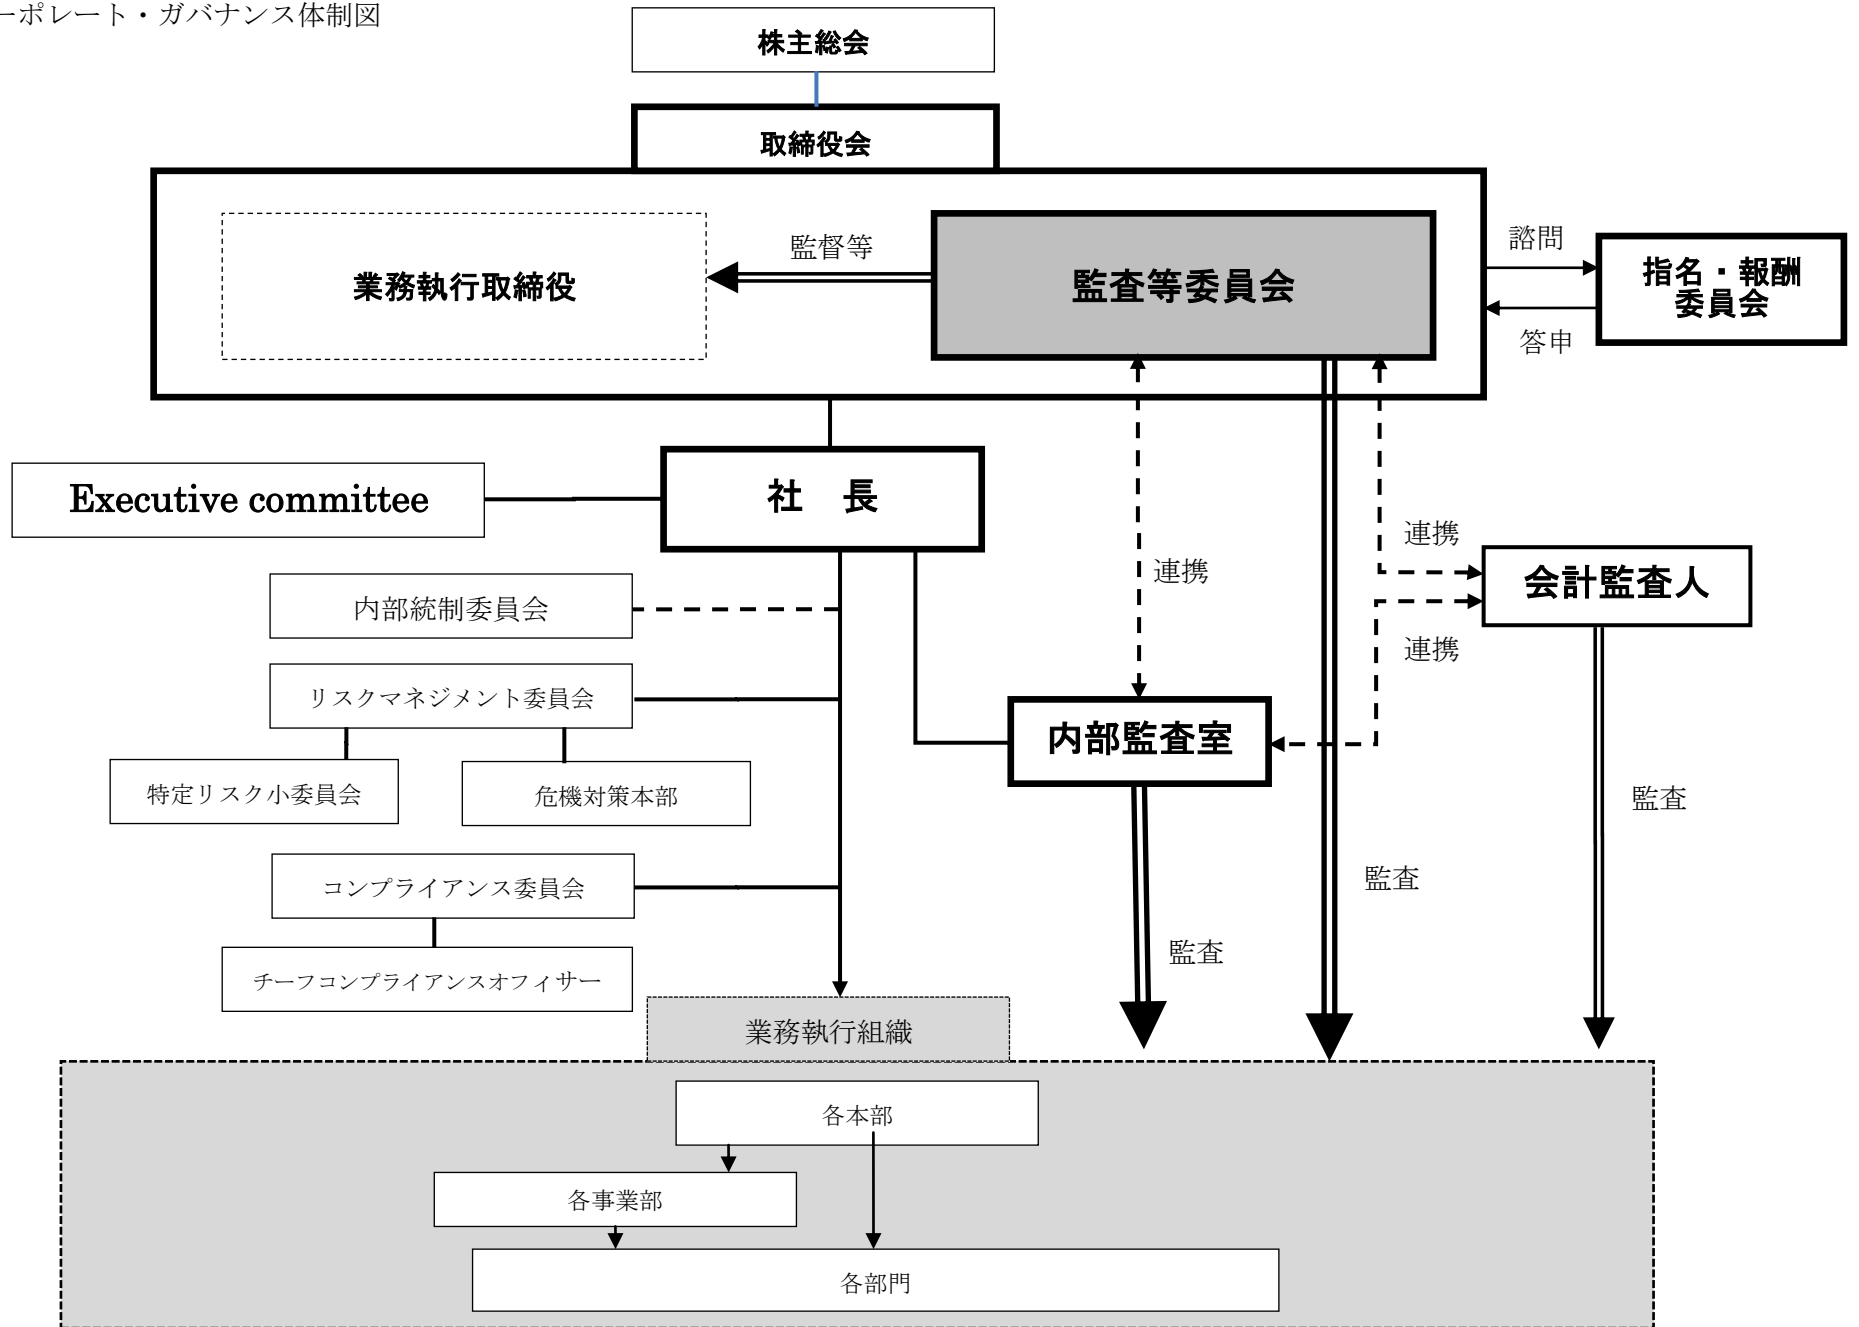 ーポレート・ガバナンス体制図
株主総会
取締役会
業務執行取締役
監督等
監査等委員会
諮問
答申
指名・報酬
委員会
社　長
Executive committee
連携
連携
連携
会計監査人
内部統制委員会
リスクマネジメント委員会
特定リスク小委員会
危機対策本部
内部監査室
コンプライアンス委員会
チーフコンプライアンスオフィサー
監査
監査
監査
業務執行組織
各本部
各事業部
各部門